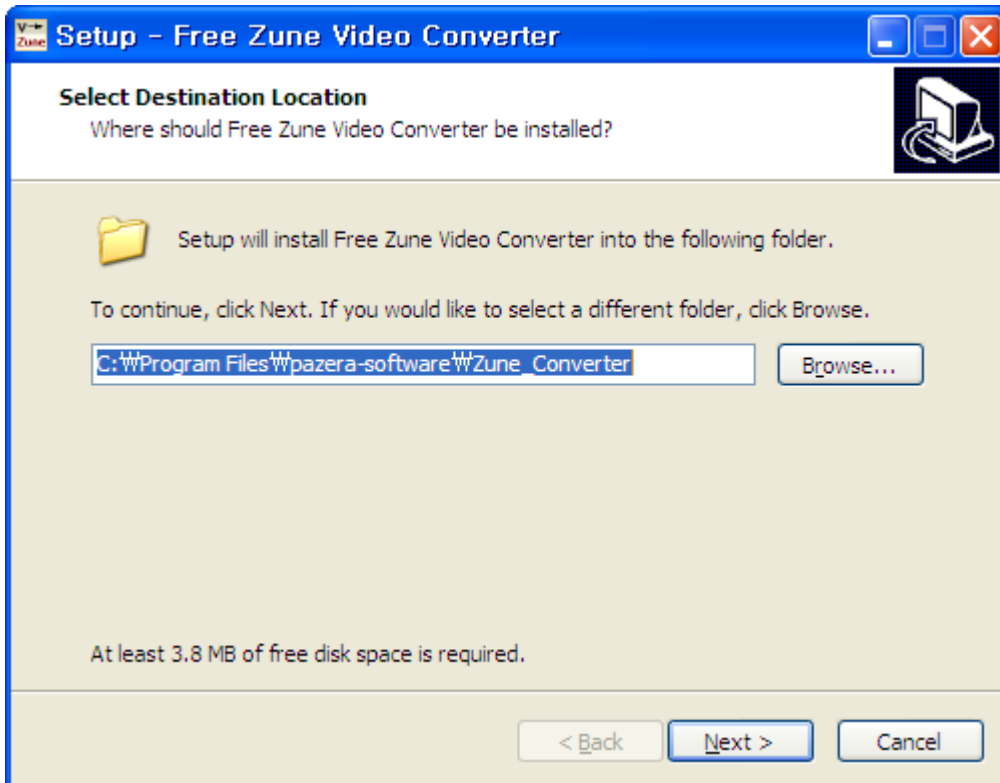 V→
Zune
Setup - Free Zune Video Converter
Select Destination Location
Where should Free Zune Video Converter be installed?
Setup will install Free Zune Video Converter into the following folder.
To continue, click Next. If you would like to select a different folder, click Browse.
C:₩Program Files₩pazera-software₩Zune_Converter
Browse...
At least 3.8 MB of free disk space is required.
< Back
Next >
Cancel